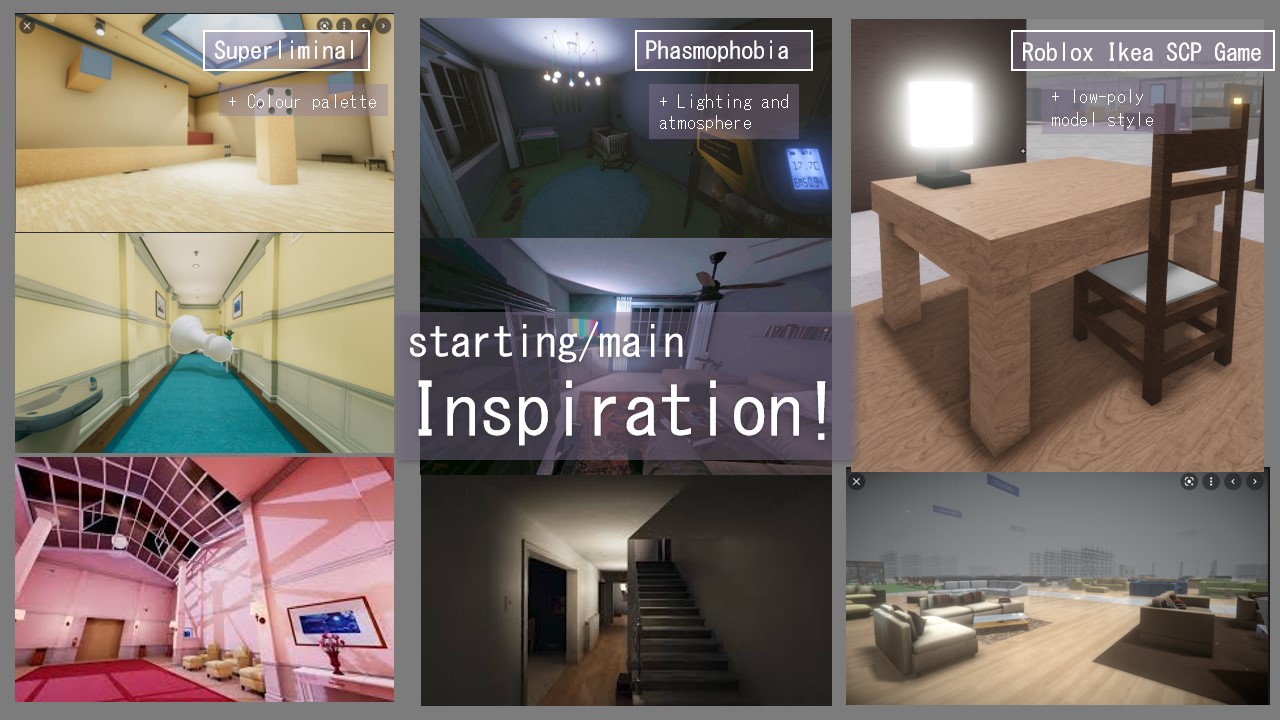 Superliminal
+ Colour palette
Phasmophobia
+ Lighting and
atmosphere
Roblox Ikea SCP Game
+ low-poly
model style
starting/main
Inspiration!